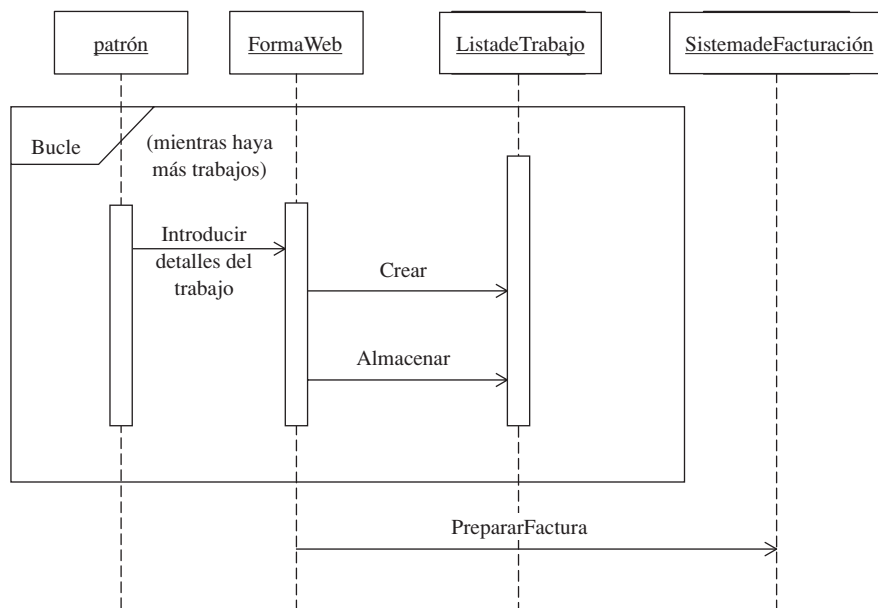 patrón
FormaWeb
ListadeTrabajo
SistemadeFacturación
Bucle
(mientras haya
más trabajos)
Introducir
detalles del
trabajo
Crear
Almacenar
PrepararFactura